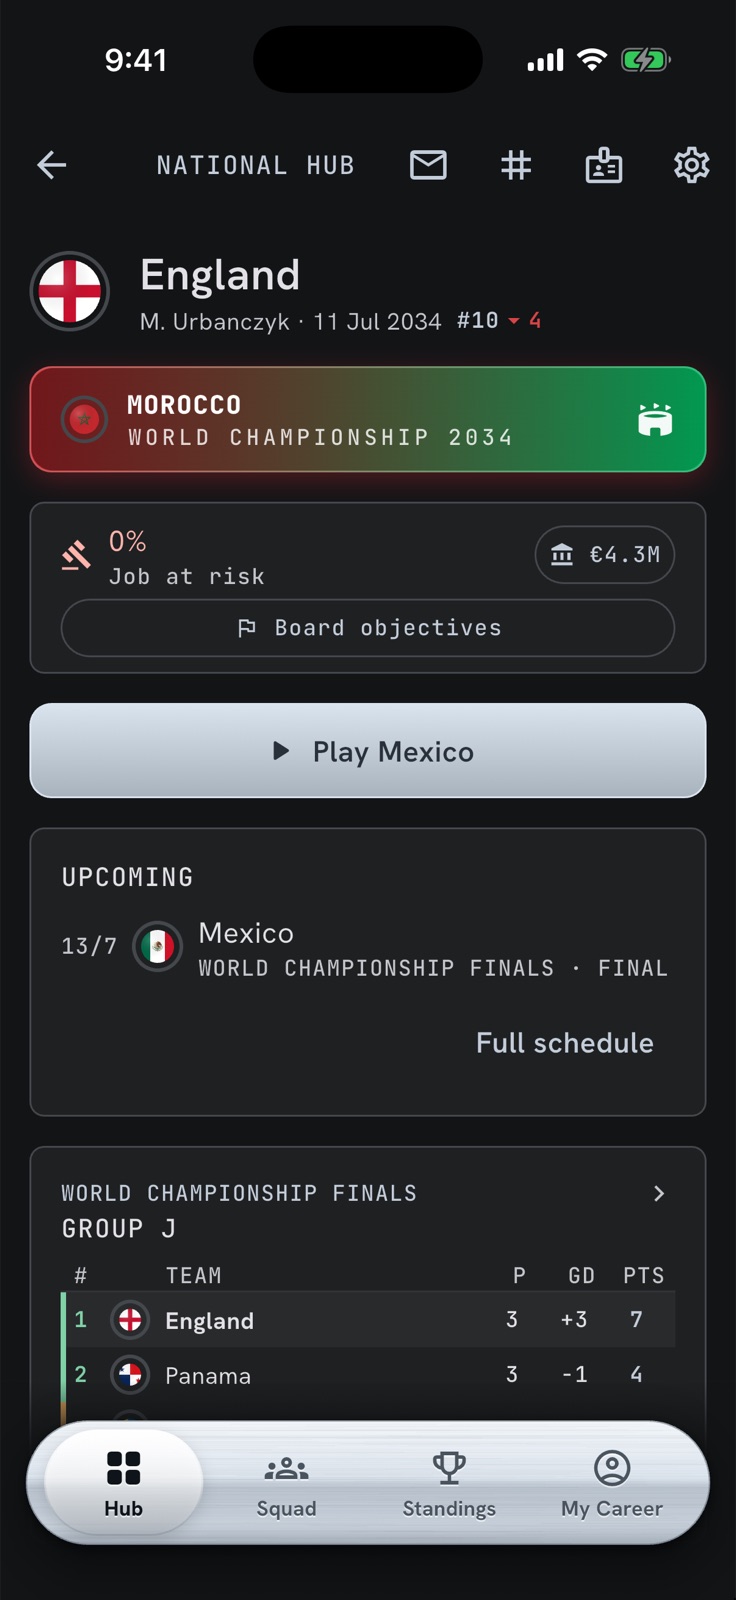 9:41
NATIONAL HUB
England
M. Urbanczyk · 11 Jul 2034 #10 ▼ 4
MOROCCO
WORLD CHAMPIONSHIP 2034
0%
Job at risk
€4.3M
Board objectives
Play Mexico
UPCOMING
13/7 Mexico
WORLD CHAMPIONSHIP FINALS · FINAL
Full schedule
WORLD CHAMPIONSHIP FINALS
GROUP J
# TEAM P GD PTS
1 England 3 +3 7
2 Panama 3 -1 4
Hub Squad Standings My Career